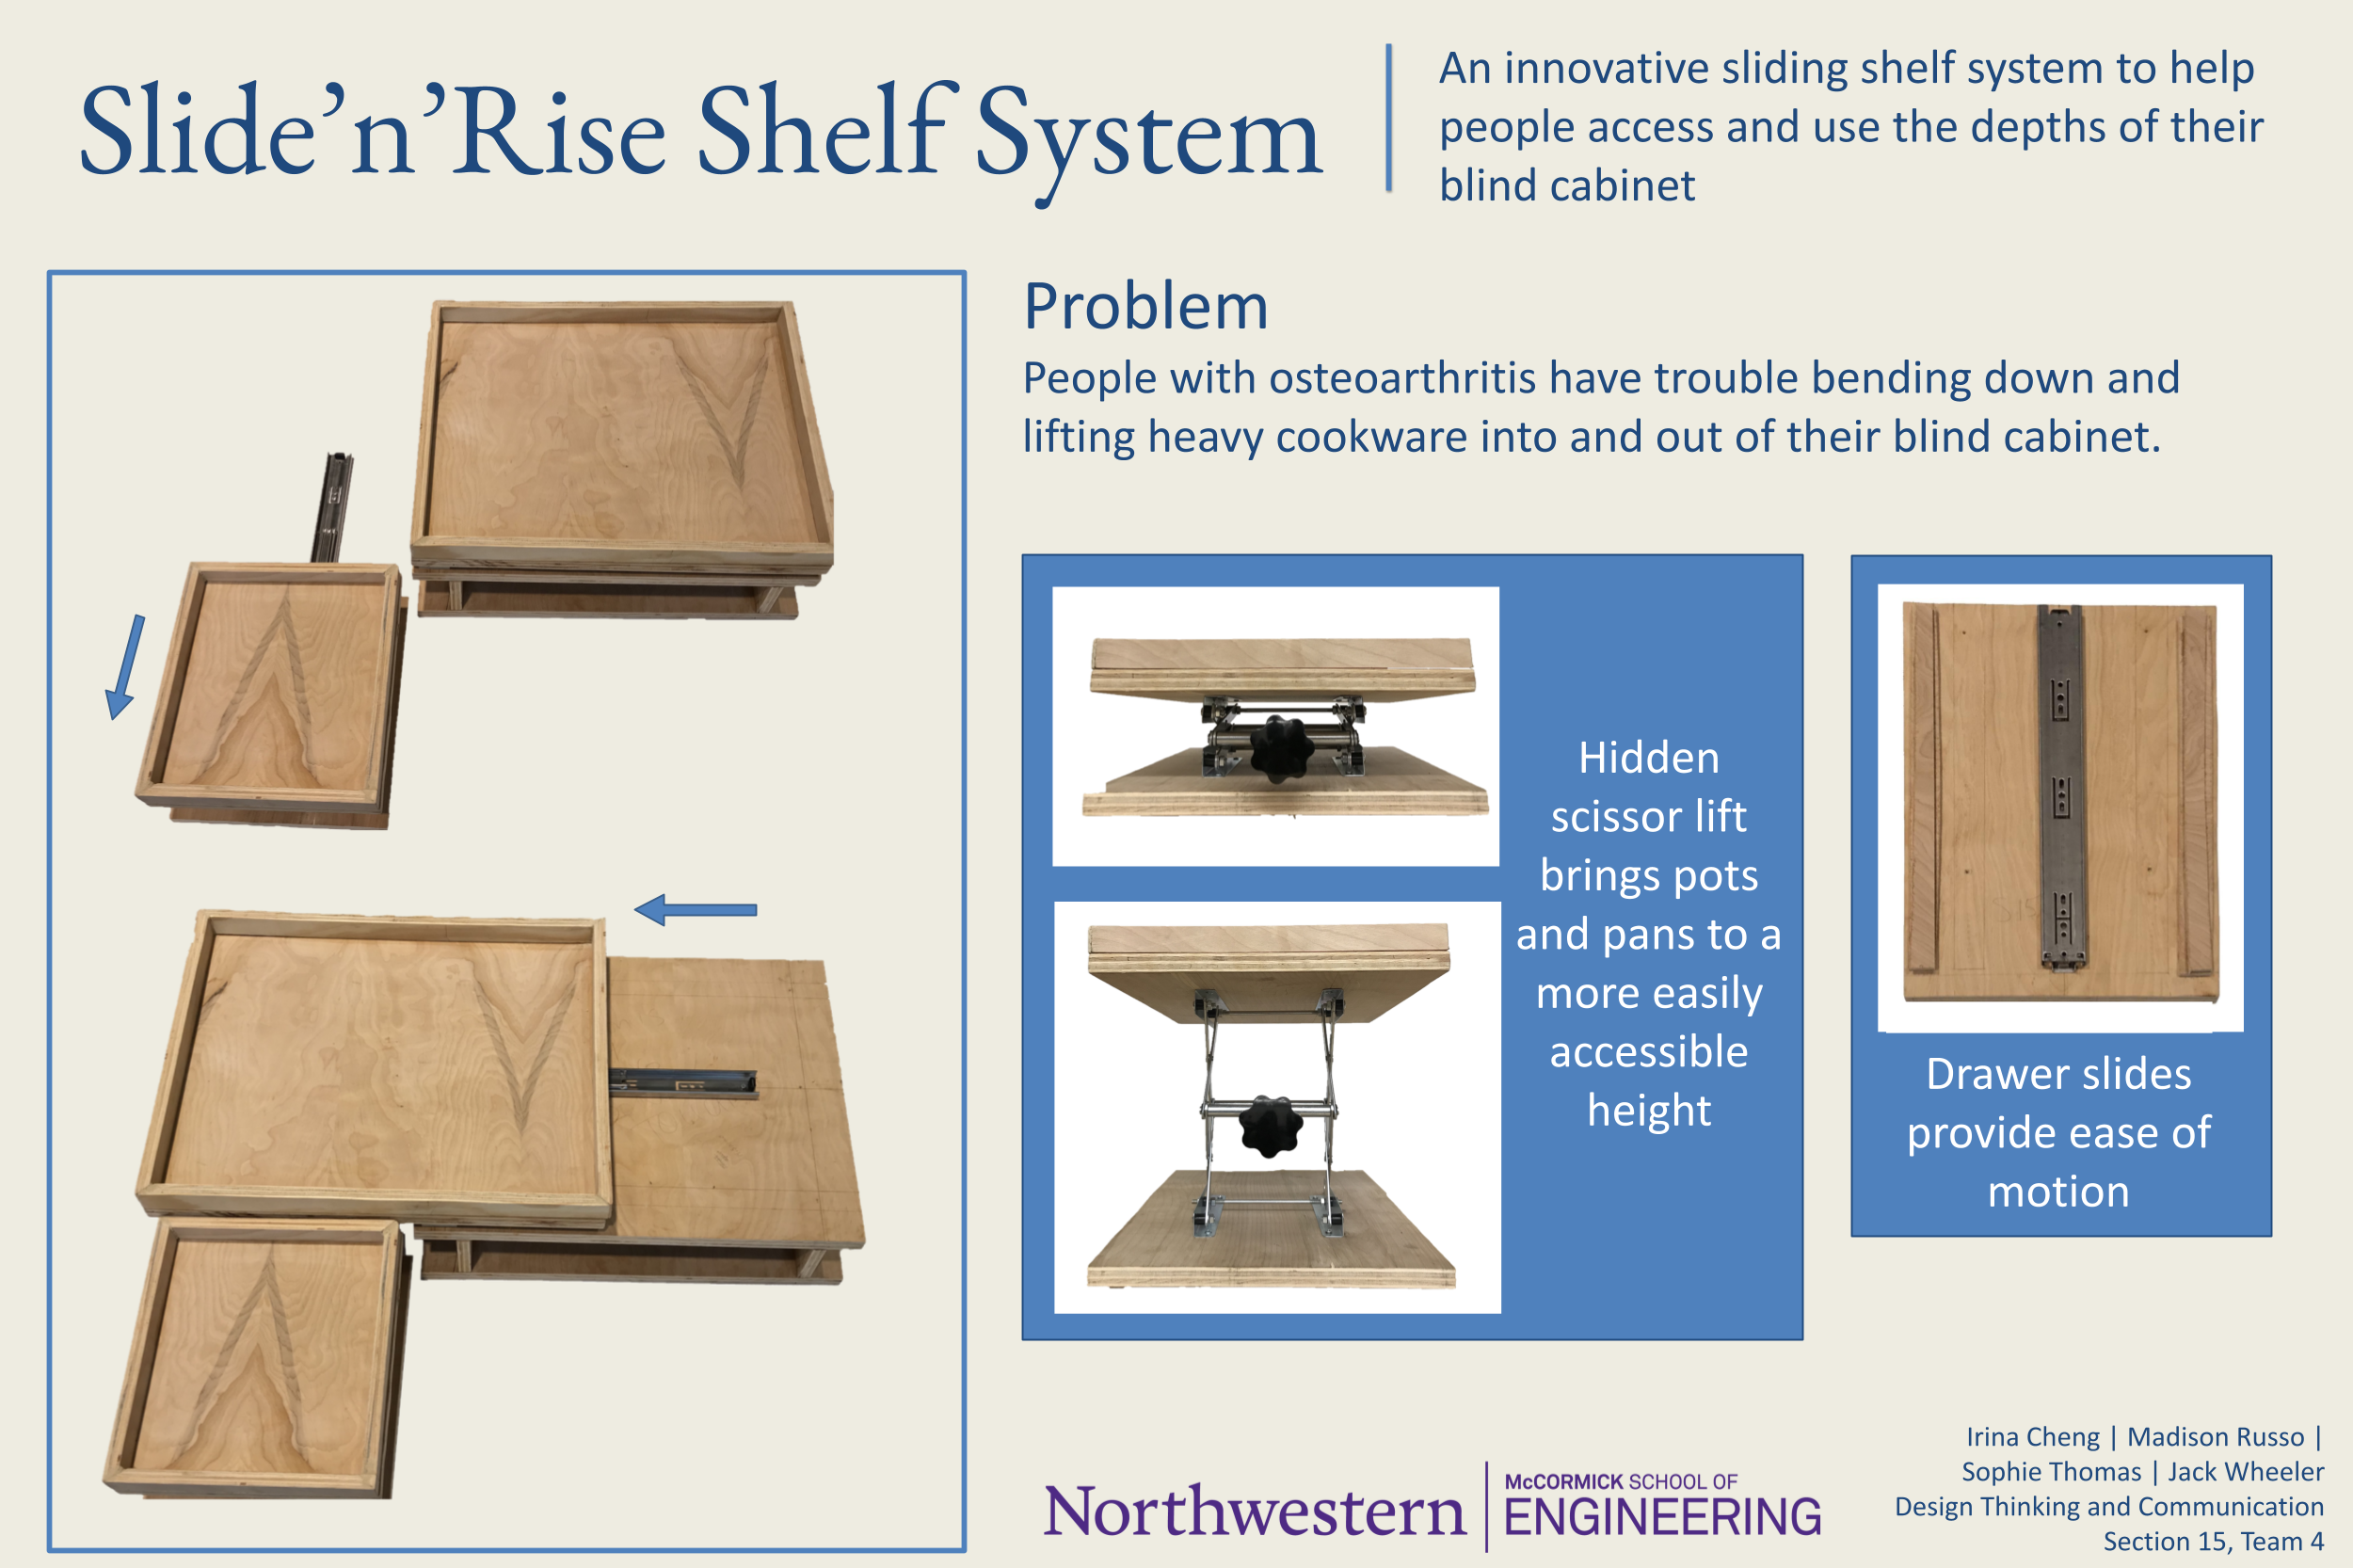 Slide’n’Rise Shelf System
An innovative sliding shelf system to help
people access and use the depths of their
blind cabinet
Problem
People with osteoarthritis have trouble bending down and
lifting heavy cookware into and out of their blind cabinet.
Hidden
scissor lift
brings pots
and pans to a
more easily
accessible
height
Drawer slides
provide ease of
motion
Northwestern
McCORMICK SCHOOL OF
ENGINEERING
Irina Cheng | Madison Russo |
Sophie Thomas | Jack Wheeler
Design Thinking and Communication
Section 15, Team 4